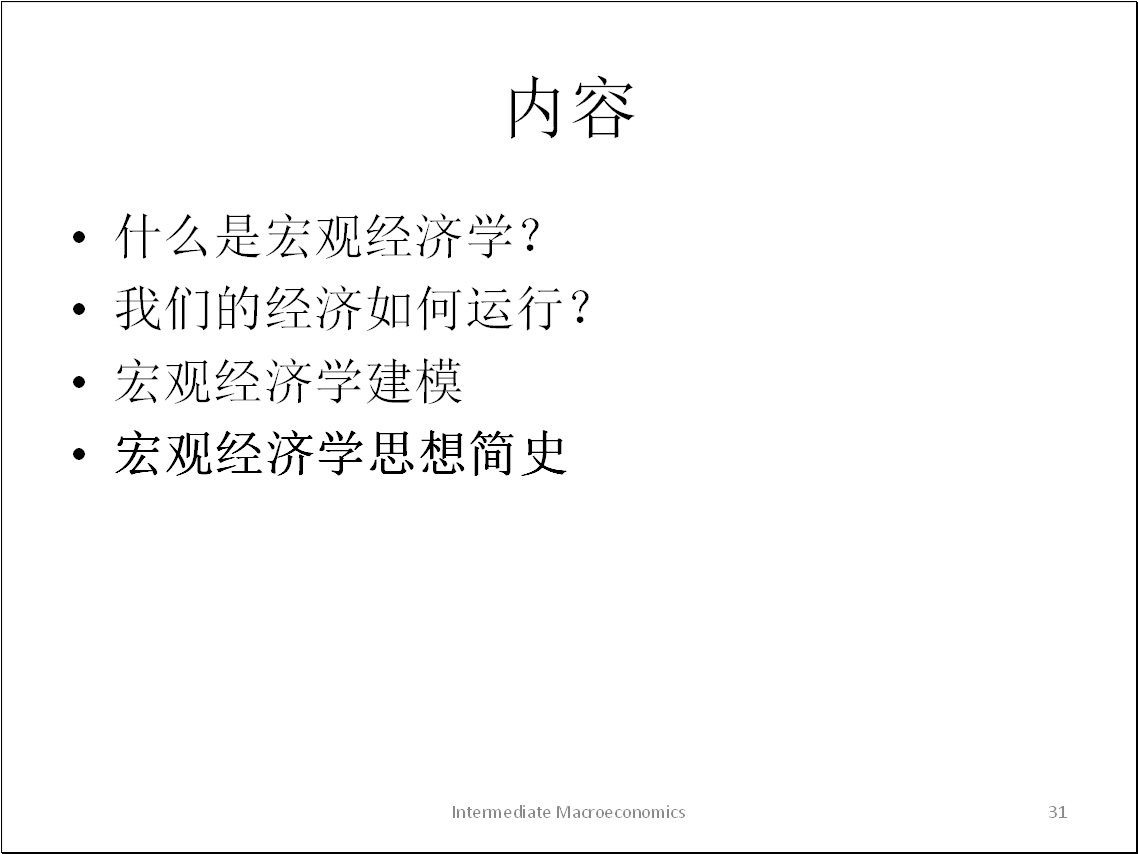 内容
• 什么是宏观经济学？
• 我们的经济如何运行？
• 宏观经济学建模
• 宏观经济学思想简史
Intermediate Macroeconomics 31